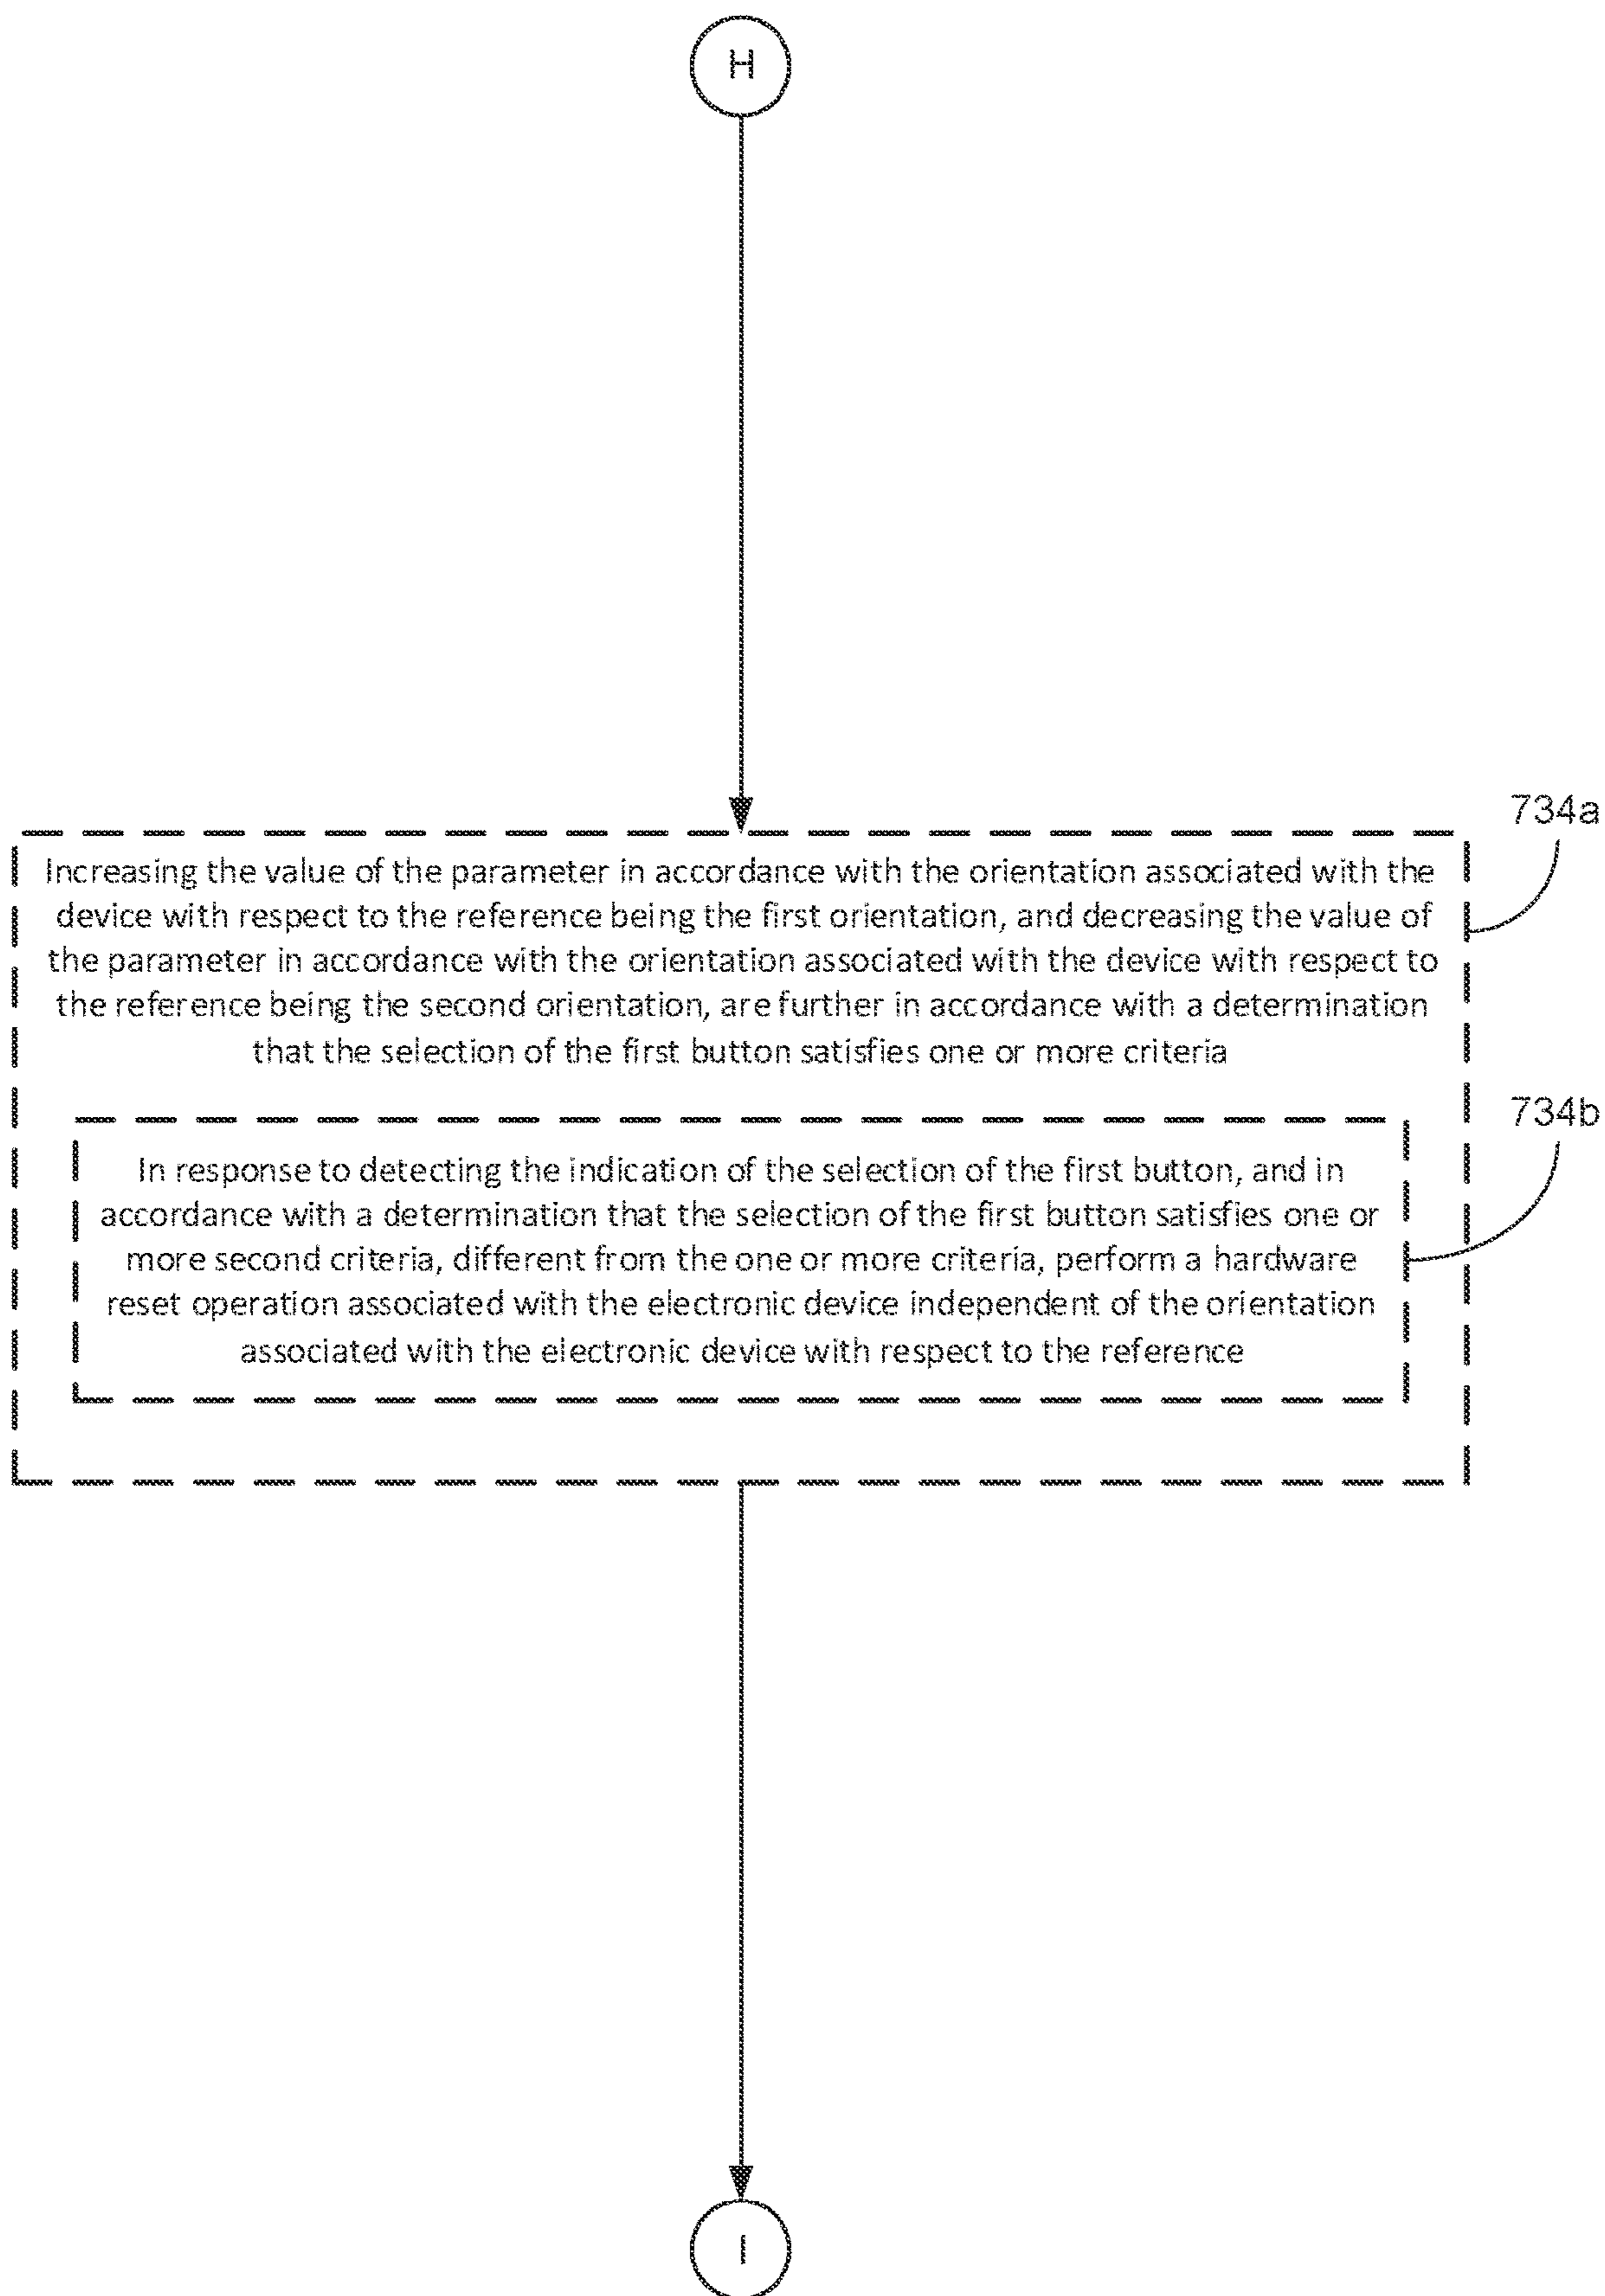 H
734a
Increasing the value of the parameter in accordance with the orientation associated with the
device with respect to the reference being the first orientation, and decreasing the value of
the parameter in accordance with the orientation associated with the device with respect to
the reference being the second orientation, are further in accordance with a determination
that the selection of the first button satisfies one or more criteria
734b
In response to detecting the indication of the selection of the first button, and in
accordance with a determination that the selection of the first button satisfies one or
more second criteria, different from the one or more criteria, perform a hardware
reset operation associated with the electronic device independent of the orientation
associated with the electronic device with respect to the reference
I